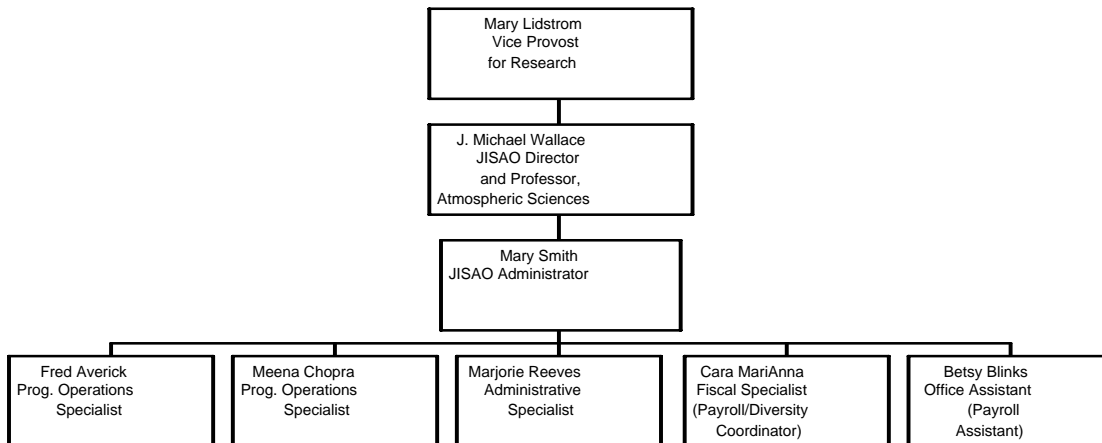 Mary Lidstrom
Vice Provost
for Research
J. Michael Wallace
JISAO Director
and Professor,
Atmospheric Sciences
Mary Smith
JISAO Administrator
Fred Averick
Prog. Operations
Specialist
Meena Chopra
Prog. Operations
Specialist
Marjorie Reeves
Administrative
Specialist
Cara MariAnna
Fiscal Specialist
(Payroll/Diversity
Coordinator)
Betsy Blinks
Office Assistant
(Payroll
Assistant)